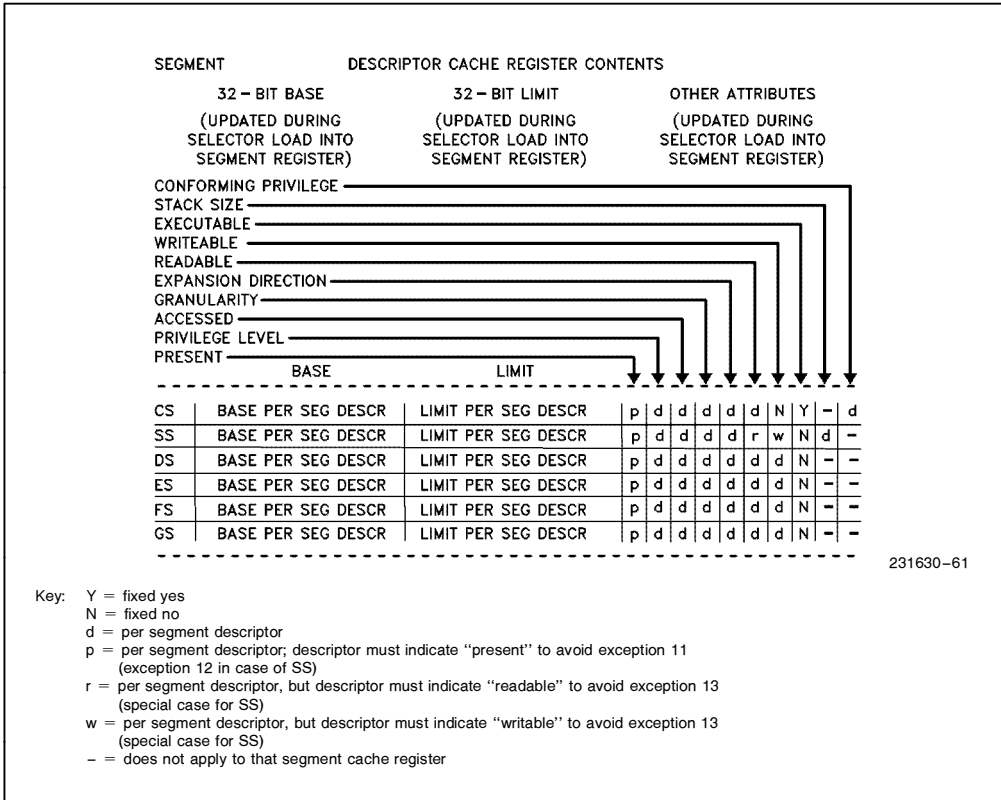 SEGMENT DESCRIPTOR CACHE REGISTER CONTENTS
32-BIT BASE 32-BIT LIMIT OTHER ATTRIBUTES
(UPDATED DURING (UPDATED DURING (UPDATED DURING
SELECTOR LOAD INTO SELECTOR LOAD INTO SELECTOR LOAD INTO
SEGMENT REGISTER) SEGMENT REGISTER) SEGMENT REGISTER)
CONFORMING PRIVILEGE
STACK SIZE
EXECUTABLE
WRITEABLE
READABLE
EXPANSION DIRECTION
GRANULARITY
ACCESSED
PRIVILEGE LEVEL
PRESENT
BASE LIMIT
CS BASE PER SEG DESCR LIMIT PER SEG DESCR p d d d d d N Y - d
SS BASE PER SEG DESCR LIMIT PER SEG DESCR p d d d d r w N d -
DS BASE PER SEG DESCR LIMIT PER SEG DESCR p d d d d d d N - -
ES BASE PER SEG DESCR LIMIT PER SEG DESCR p d d d d d d N - -
FS BASE PER SEG DESCR LIMIT PER SEG DESCR p d d d d d d N - -
GS BASE PER SEG DESCR LIMIT PER SEG DESCR p d d d d d d N - -
231630-61
Key: Y = fixed yes
N = fixed no
d = per segment descriptor
p = per segment descriptor; descriptor must indicate ''present'' to avoid exception 11
(exception 12 in case of SS)
r = per segment descriptor, but descriptor must indicate ''readable'' to avoid exception 13
(special case for SS)
w = per segment descriptor, but descriptor must indicate ''writable'' to avoid exception 13
(special case for SS)
- = does not apply to that segment cache register